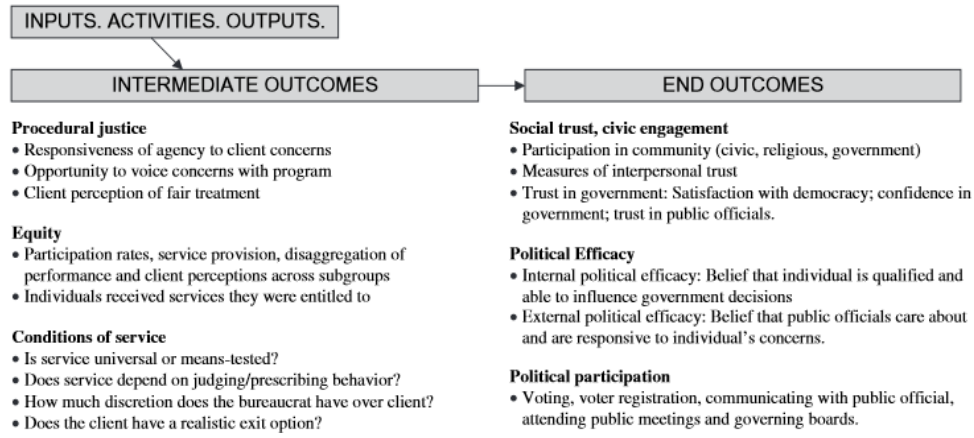 INPUTS. ACTIVITIES. OUTPUTS.
INTERMEDIATE OUTCOMES
END OUTCOMES
Procedural justice
• Responsiveness of agency to client concerns
• Opportunity to voice concerns with program
• Client perception of fair treatment
Equity
• Participation rates, service provision, disaggregation of
performance and client perceptions across subgroups
• Individuals received services they were entitled to
Conditions of service
• Is service universal or means-tested?
• Does service depend on judging/prescribing behavior?
• How much discretion does the bureaucrat have over client?
• Does the client have a realistic exit option?
Social trust, civic engagement
• Participation in community (civic, religious, government)
• Measures of interpersonal trust
• Trust in government: Satisfaction with democracy; confidence in
government; trust in public officials.
Political Efficacy
• Internal political efficacy: Belief that individual is qualified and
able to influence government decisions
• External political efficacy: Belief that public officials care about
and are responsive to individual's concerns.
Political participation
• Voting, voter registration, communicating with public official,
attending public meetings and governing boards.